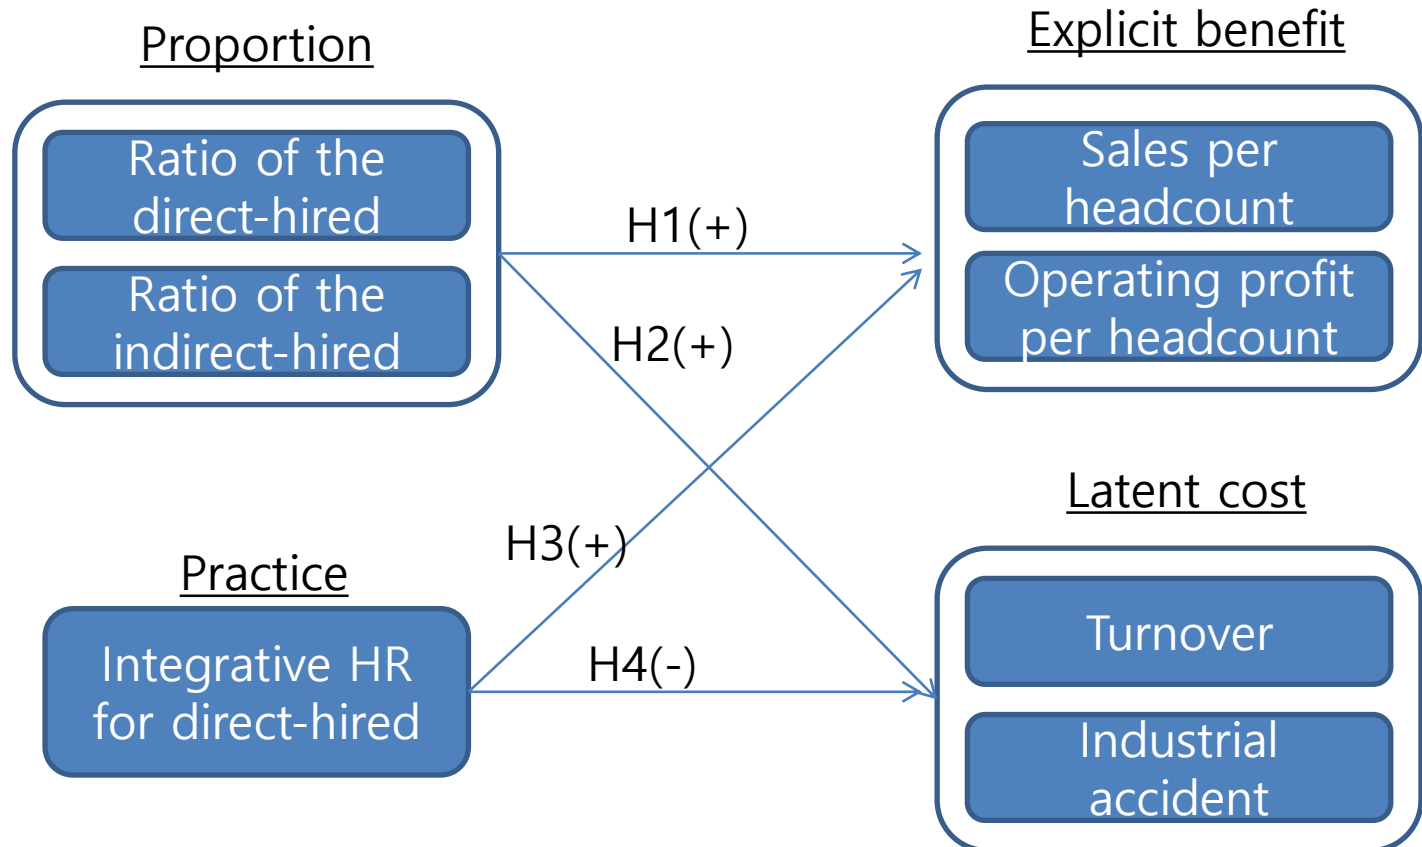 Proportion
Ratio of the
direct-hired
Ratio of the
indirect-hired
Explicit benefit
Sales per
headcount
Operating profit
per headcount
H1(+)
H2(+)
H3(+)
H4(-)
Practice
Integrative HR
for direct-hired
Latent cost
Turnover
Industrial
accident